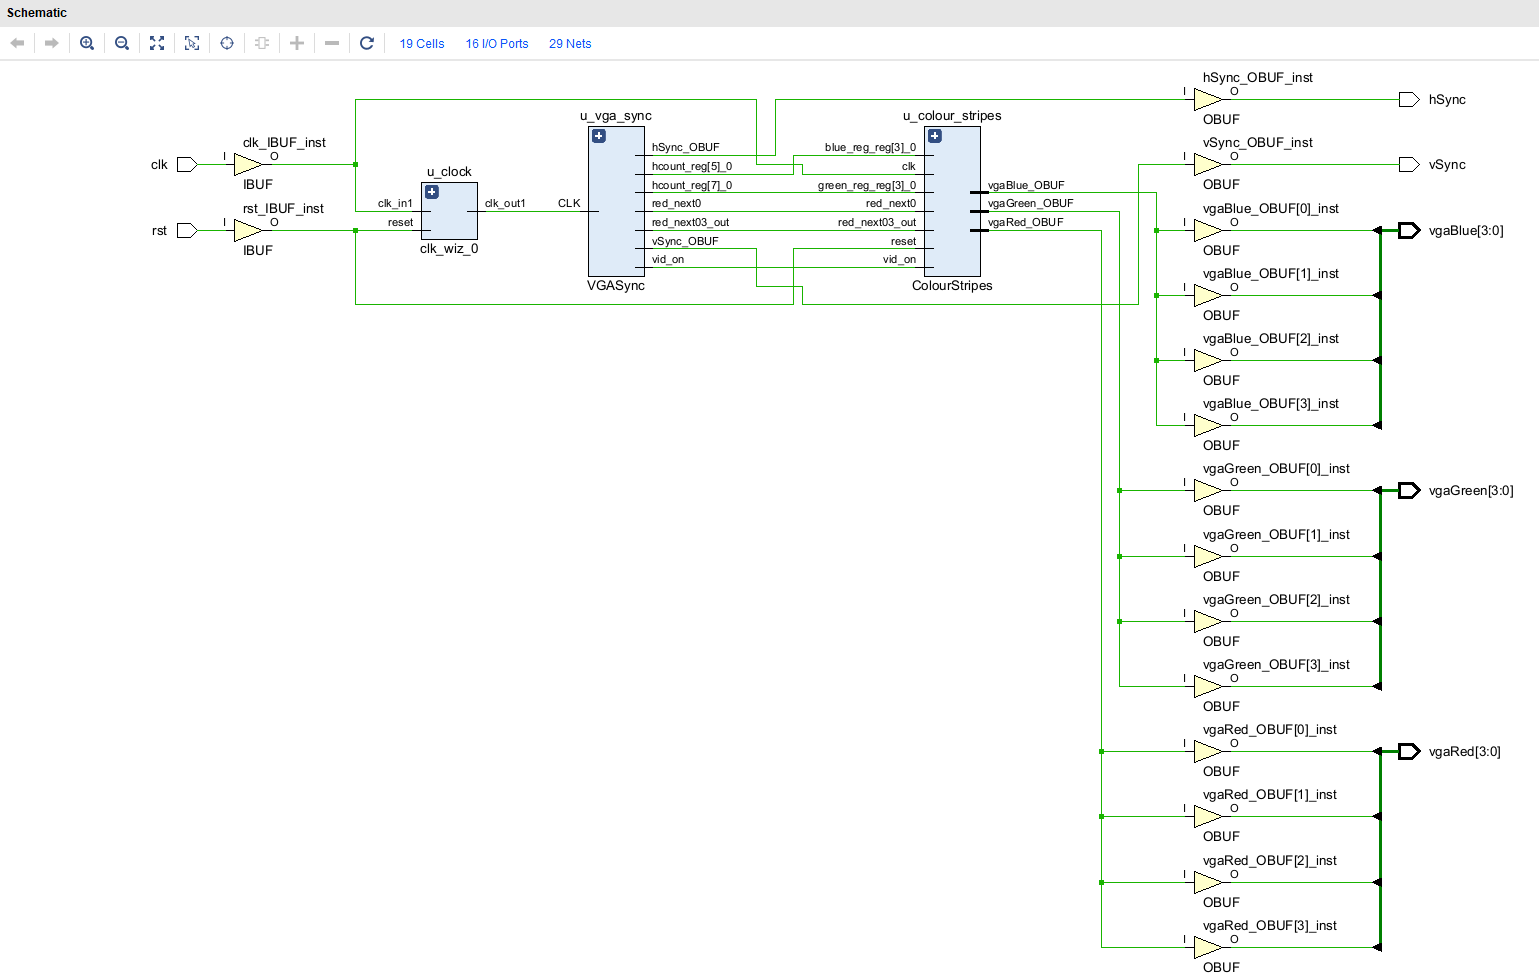 Schematic
19 Cells 16 I/O Ports 29 Nets
clk
I
clk_IBUF_inst
O
IBUF
rst
I
rst_IBUF_inst
O
IBUF
u_clock
clk_in1
reset
clk_out1
clk_wiz_0
u_vga_sync
CLK
hSync_OBUF
hcount_reg[5]_0
hcount_reg[7]_0
red_next0
red_next03_out
vSync_OBUF
vid_on
VGASync
u_colour_stripes
blue_reg_reg[3]_0
clk
green_reg_reg[3]_0
red_next0
red_next03_out
reset
vid_on
vgaBlue_OBUF
vgaGreen_OBUF
vgaRed_OBUF
ColourStripes
hSync_OBUF_inst
I O
OBUF
hSync
vSync_OBUF_inst
I O
OBUF
vSync
vgaBlue_OBUF[0]_inst
I O
OBUF
vgaBlue[3:0]
vgaBlue_OBUF[1]_inst
I O
OBUF
vgaBlue_OBUF[2]_inst
I O
OBUF
vgaBlue_OBUF[3]_inst
I O
OBUF
vgaGreen_OBUF[0]_inst
I O
OBUF
vgaGreen[3:0]
vgaGreen_OBUF[1]_inst
I O
OBUF
vgaGreen_OBUF[2]_inst
I O
OBUF
vgaGreen_OBUF[3]_inst
I O
OBUF
vgaRed_OBUF[0]_inst
I O
OBUF
vgaRed[3:0]
vgaRed_OBUF[1]_inst
I O
OBUF
vgaRed_OBUF[2]_inst
I O
OBUF
vgaRed_OBUF[3]_inst
I O
OBUF